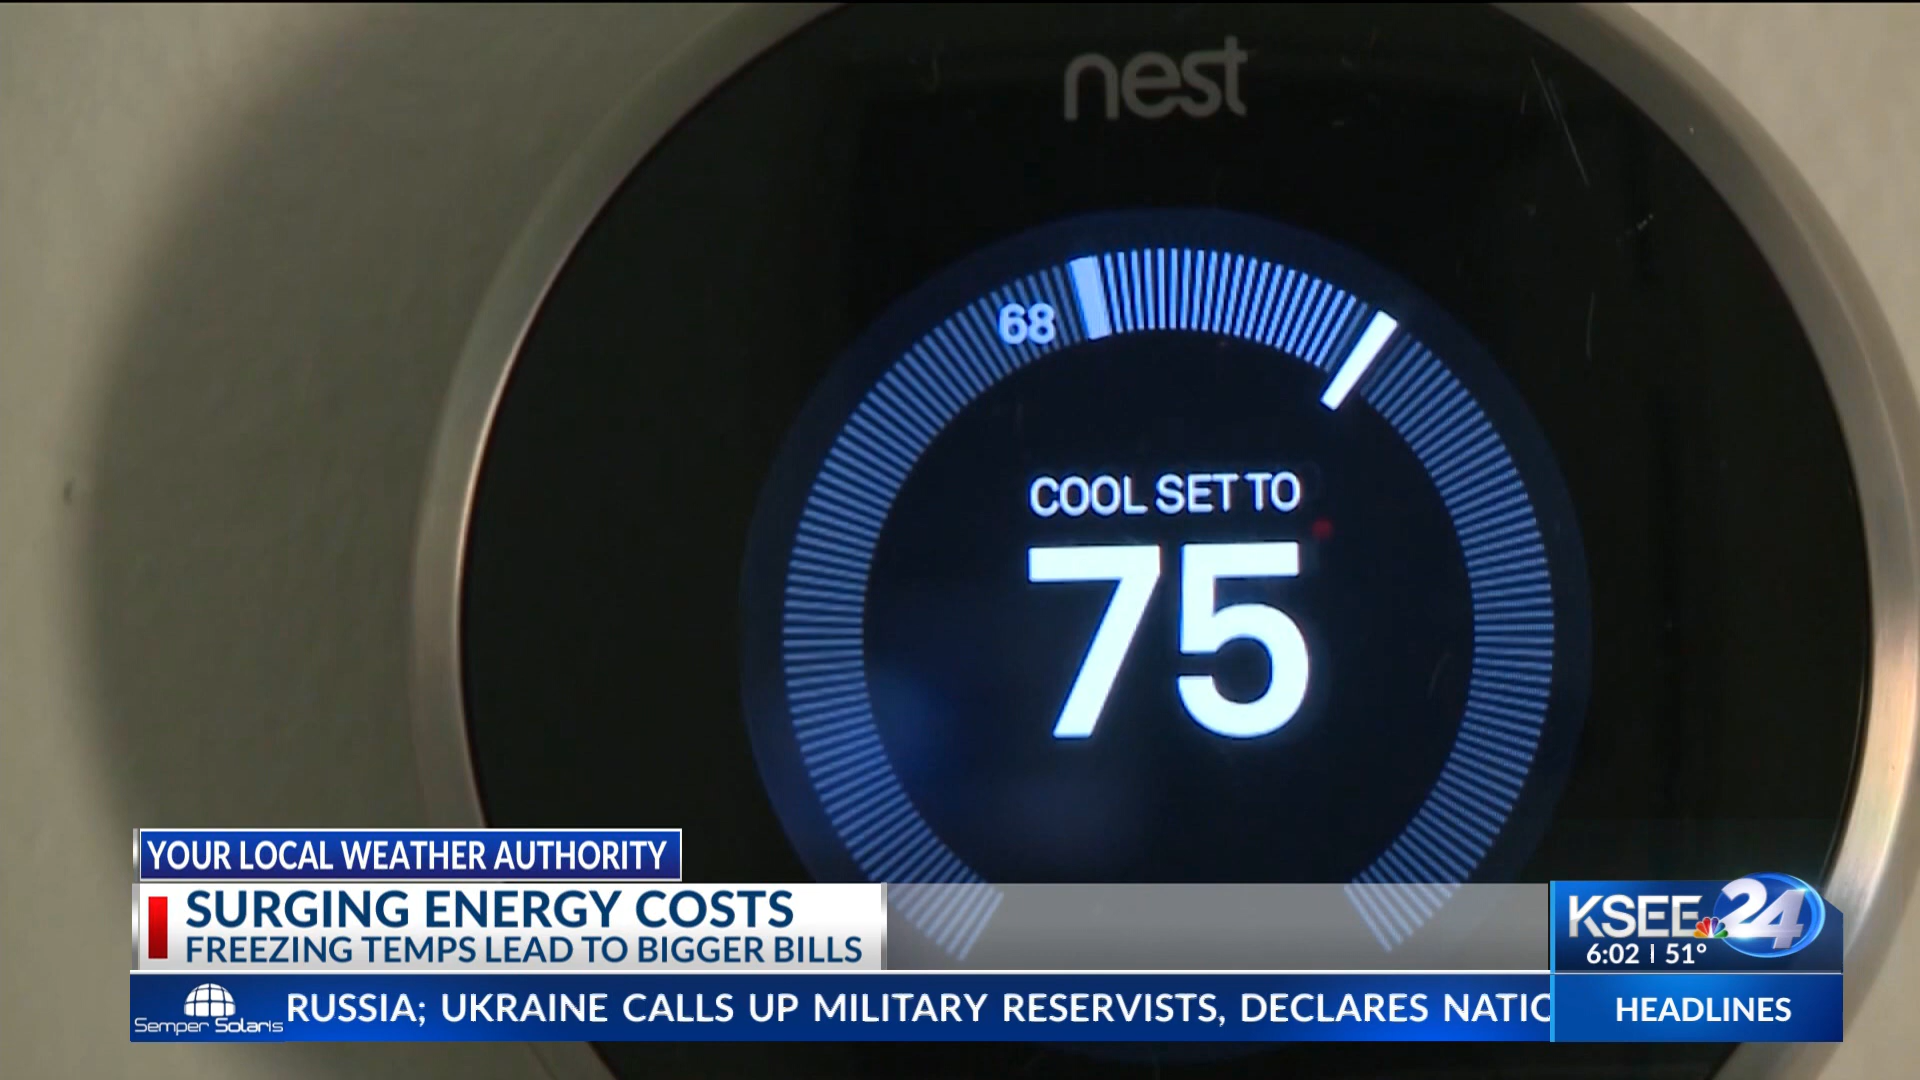 nest
68
COOL SET TO
75
YOUR LOCAL WEATHER AUTHORITY
SURGING ENERGY COSTS
FREEZING TEMPS LEAD TO BIGGER BILLS
KSEE 24
6:02 | 51°
Semper Solaris
RUSSIA; UKRAINE CALLS UP MILITARY RESERVISTS, DECLARES NATIO
HEADLINES